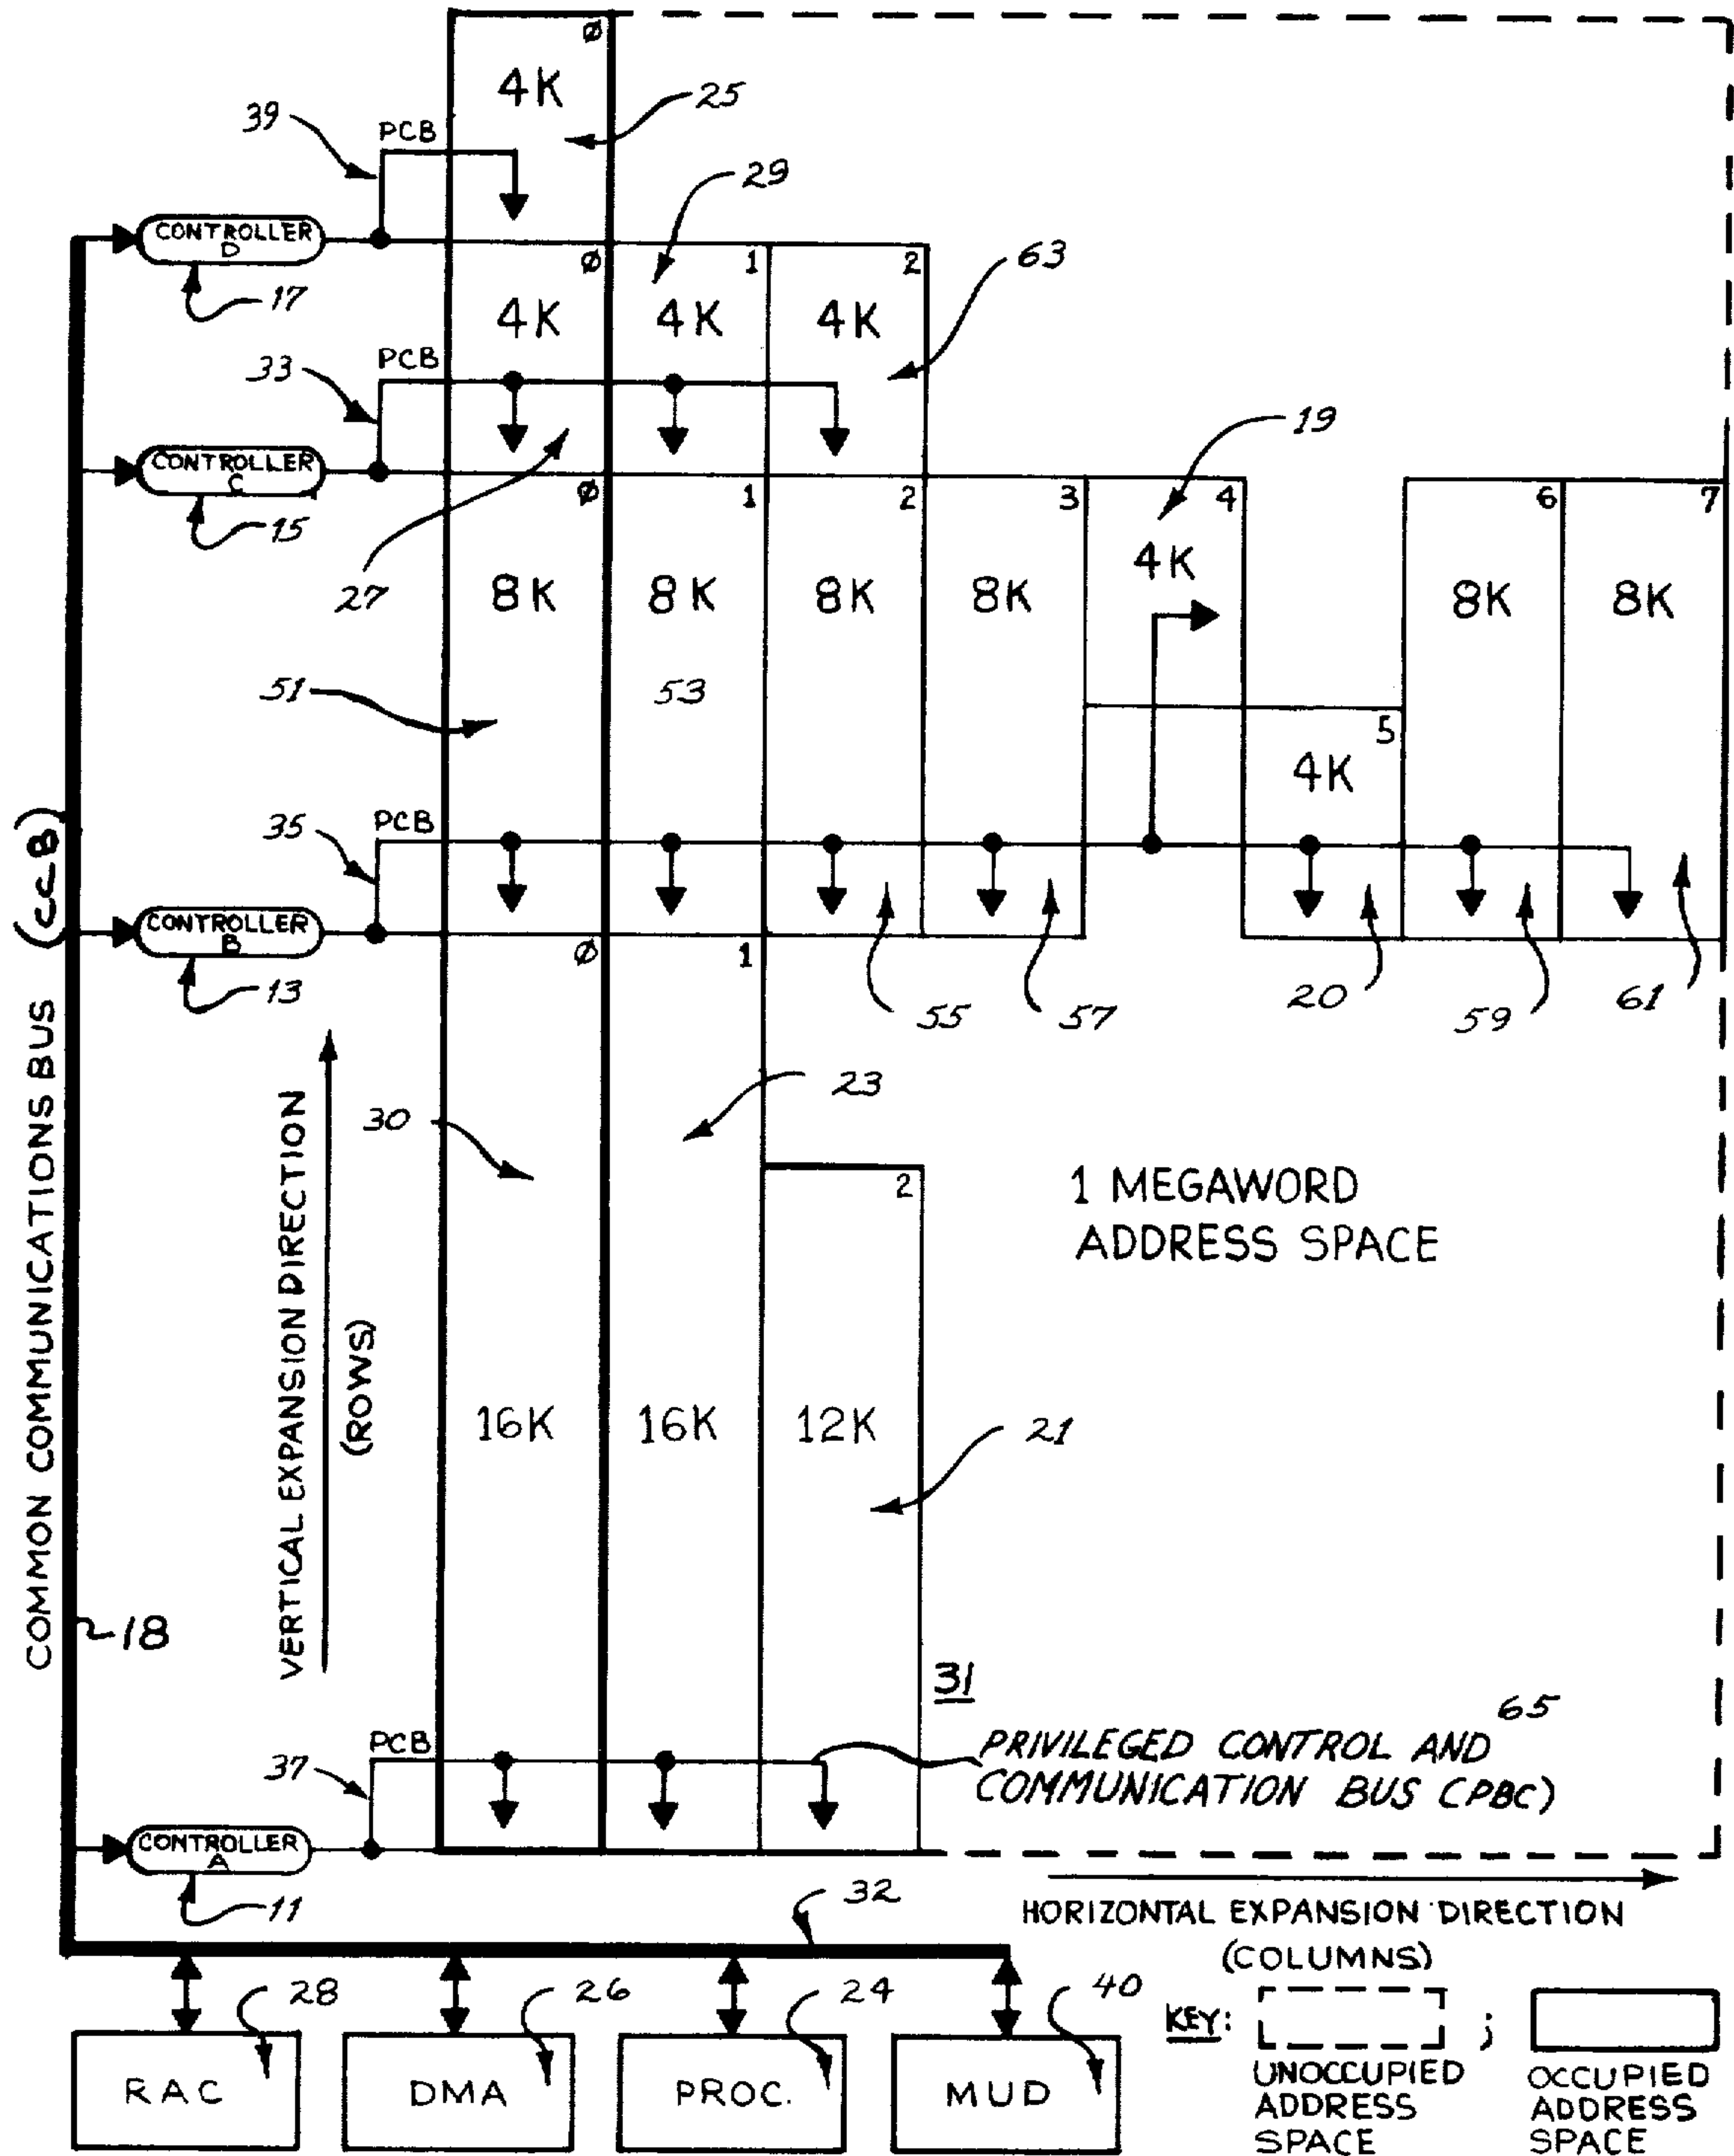 Ø
4K
25
39
PCB
29
CONTROLLER
D
Ø
1
2
63
17
4K
4K
4K
PCB
33
19
CONTROLLER
C
Ø
1
2
3
4
6
7
15
4K
27
8K
8K
8K
8K
8K
8K
51
53
5
4K
35
PCB
CONTROLLER
B
Ø
1
13
55
57
20
59
61
COMMON COMMUNICATIONS BUS (CCB)
VERTICAL EXPANSION DIRECTION
(ROWS)
23
30
2
1 MEGAWORD
ADDRESS SPACE
16K
16K
12K
21
18
31
65
PCB
PRIVILEGED CONTROL AND
COMMUNICATION BUS (PBC)
37
CONTROLLER
A
11
32
HORIZONTAL EXPANSION DIRECTION
(COLUMNS)
28
26
24
40
RAC
DMA
PROC.
MUD
KEY:
;
UNOCCUPIED
ADDRESS
SPACE
OCCUPIED
ADDRESS
SPACE